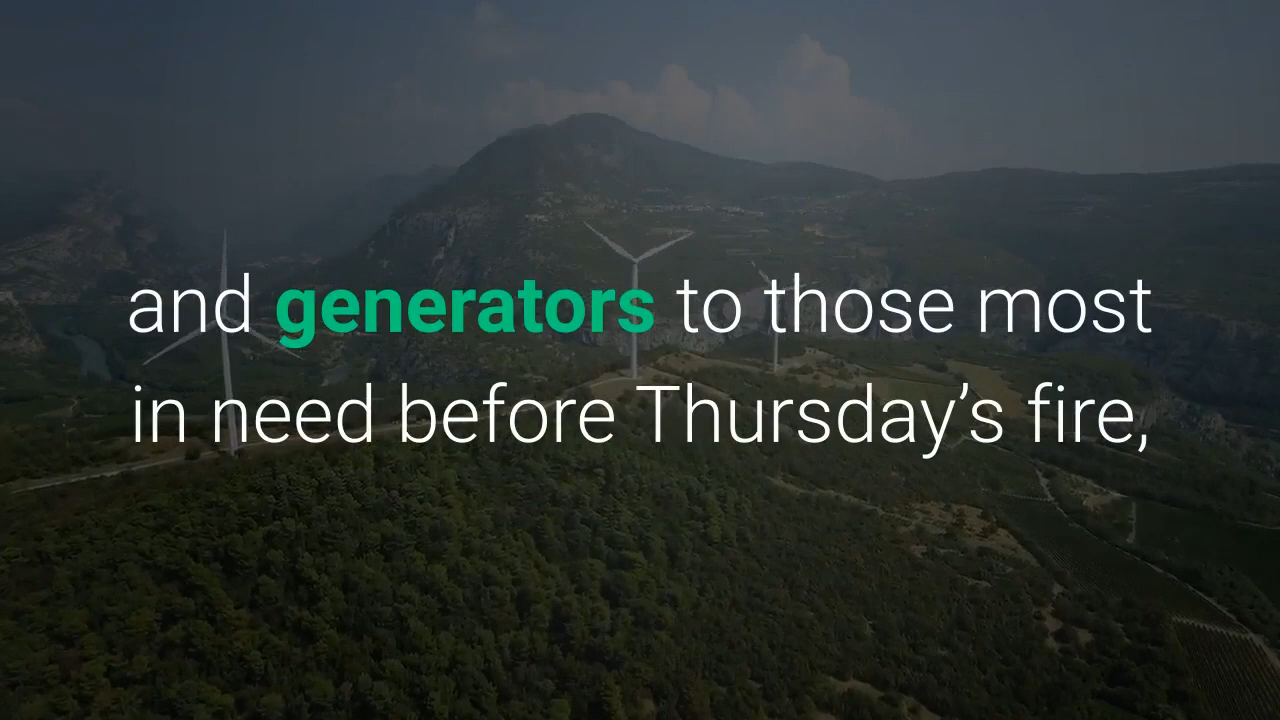 and generators to those most
in need before Thursday’s fire,